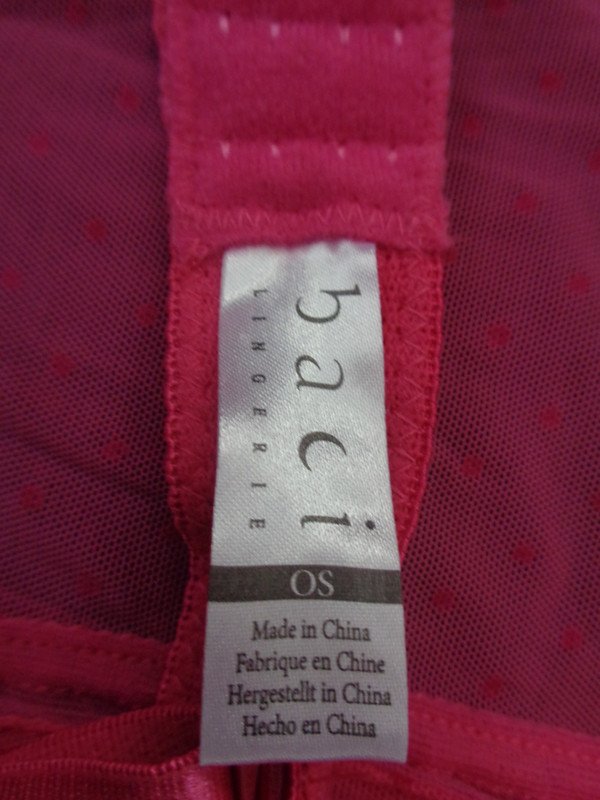 baci
LINGERIE
OS
Made in China
Fabrique en Chine
Hergestellt in China
Hecho en China